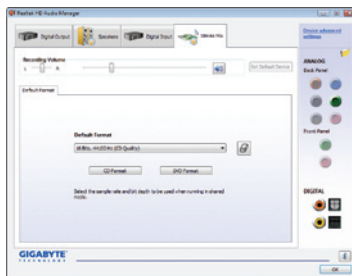 Realtek HD Audio Manager
Digital Output
Speakers
Digital Input
Stereo Mix
Device advanced
settings
Recording Volume
L
R
Set Default Device
ANALOG
Back Panel
Default Format
Default Format
16 Bits, 44100 Hz (CD Quality)
CD Format
DVD Format
Select the sample rate and bit depth to be used when running in shared
mode.
Front Panel
DIGITAL
GIGABYTE
TECHNOLOGY
OK